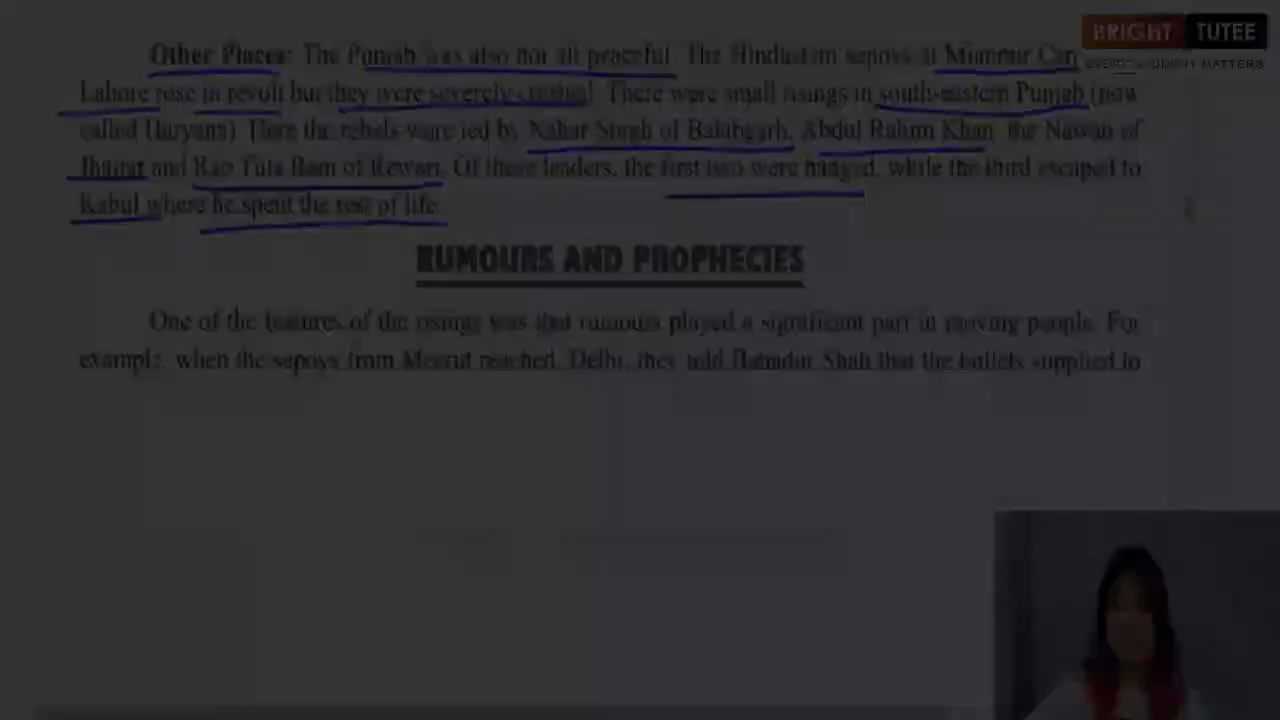 BRIGHT TUTEE
EVERY STUDENT MATTERS
Other Places: The Punjab was also not all peaceful. The Hindustani sepoys at Mianmir Can
Lahore rose in revolt but they were severely crushed. There were small risings in south-eastern Punjab (now
called Haryana). Here the rebels were led by Nahar Singh of Balabgarh, Abdul Rahim Khan, the Nawab of
Jhajjar and Rao Tula Ram of Rewari. Of these leaders, the first two were hanged, while the third escaped to
Kabul where he spent the rest of life.
RUMOURS AND PROPHECIES
One of the features of the risings was that rumours played a significant part in moving people. For
example, when the sepoys from Meerut reached Delhi, they told Bahadur Shah that the bullets supplied to